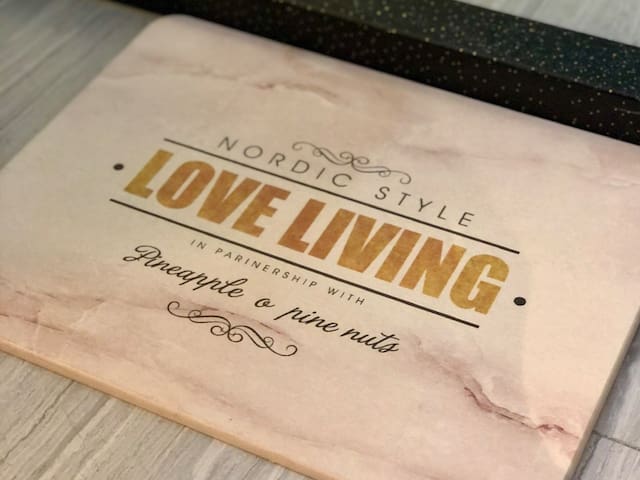 NORDIC STYLE
LOVE LIVING
IN PARINERSHIP WITH
Pineapple o pine nuts